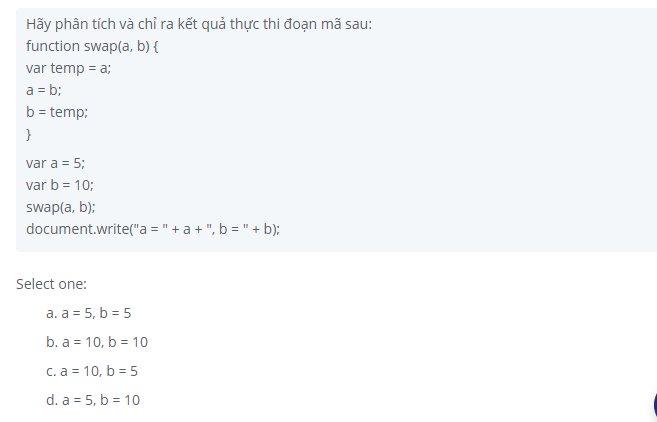 Hãy phân tích và chỉ ra kết quả thực thi đoạn mã sau:
function swap(a, b) {
var temp = a;
a = b;
b = temp;
}
var a = 5;
var b = 10;
swap(a, b);
document.write("a = " + a + ", b = " + b);
Select one:
a. a = 5, b = 5
b. a = 10, b = 10
c. a = 10, b = 5
d. a = 5, b = 10